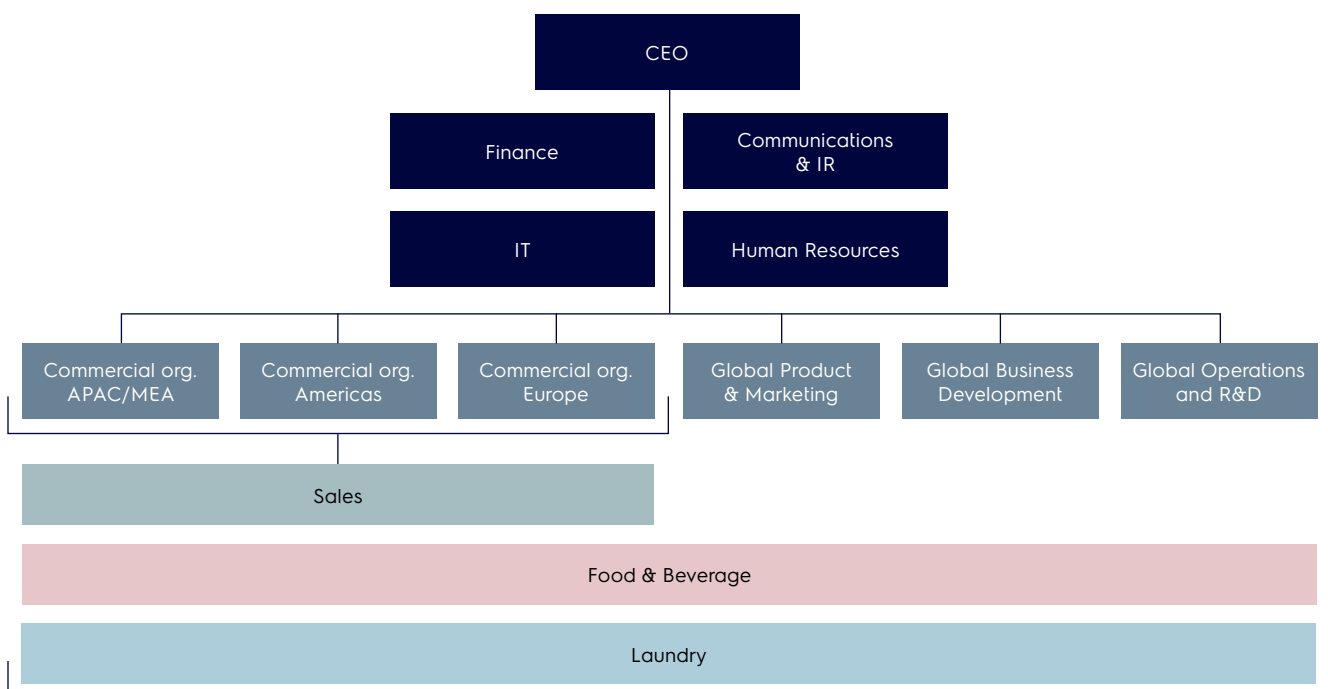 CEO
Finance
Communications
& IR
IT
Human Resources
Commercial org.
APAC/MEA
Commercial org.
Americas
Commercial org.
Europe
Global Product
& Marketing
Global Business
Development
Global Operations
and R&D
Sales
Food & Beverage
Laundry